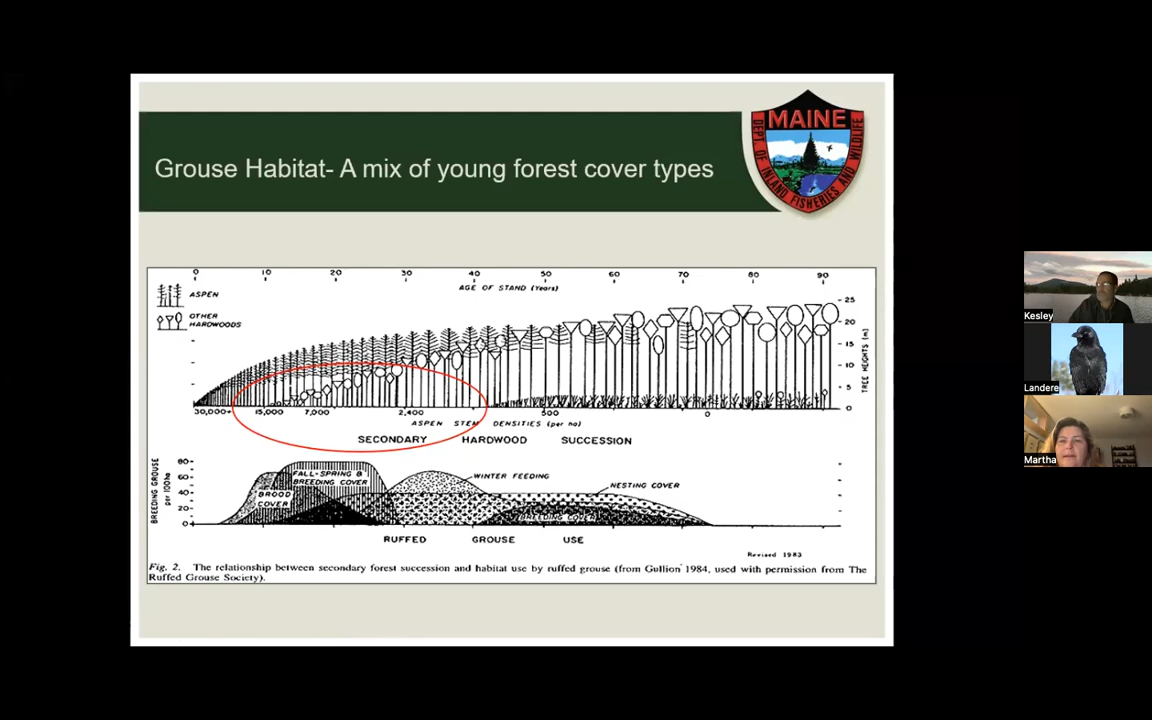 Grouse Habitat- A mix of young forest cover types
MAINE
DEPT. OF INLAND FISHERIES AND WILDLIFE
0 10 20 30 40 50 60 70 80 90
AGE OF STAND (Years)
ASPEN
OTHER
HARDWOODS
25
20
15
10
5
0
TREE HEIGHTS (m)
30,000+ 15,000 7,000 2,400 500 0
ASPEN STEM DENSITIES (per ha)
SECONDARY HARDWOOD SUCCESSION
BREEDING GROUSE
per 100ha
80
60
40
20
0
BROOD
COVER
FALL-SPRING &
BREEDING COVER
WINTER FEEDING
NESTING COVER
BREEDING COVER
RUFFED GROUSE USE
Revised 1983
Fig. 2. The relationship between secondary forest succession and habitat use by ruffed grouse (from Gullion 1984, used with permission from The
Ruffed Grouse Society).
Kesley
Landere
Martha